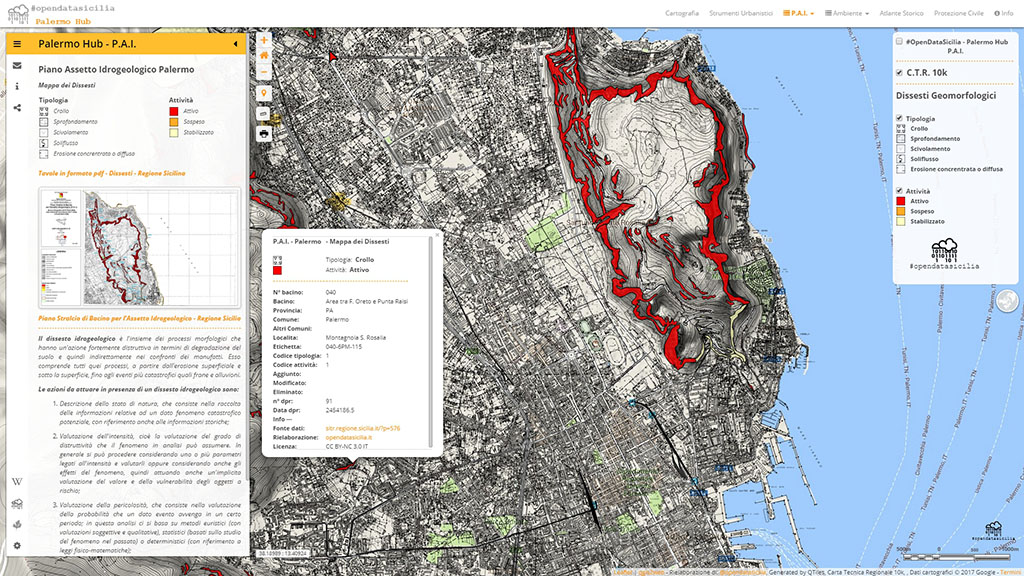 #opendatasicilia
Palermo Hub
Cartografia
Strumenti Urbanistici
P.A.I.
Ambiente
Atlante Storico
Protezione Civile
Info
Palermo Hub - P.A.I.
Piano Assetto Idrogeologico Palermo
Mappa dei Dissesti
Tipologia
Attività
Crollo
Attivo
Sprofondamento
Sospeso
Scivolamento
Stabilizzato
Soliflusso
Erosione concrentrata o diffusa
Tavole in formato pdf - Dissesti - Regione Sicilina
Piano Stralcio di Bacino per l'Assetto Idrogeologico - Regione Sicilia
Il dissesto idrogeologico è l'insieme dei processi morfologici che
hanno un'azione fortemente distruttiva in termini di degradazione del
suolo e quindi indirettamente nei confronti dei manufatti. Esso
comprende tutti quei processi, a partire dall'erosione superficiale e
sotto la superficie, fino agli eventi più catastrofici quali frane e alluvioni.
Le azioni da attuare in presenza di un dissesto idrogeologico sono:
1. Descrizione dello stato di natura, che consiste nella raccolta
delle informazioni relative ad un dato fenomeno catastrofico
potenziale, con riferimento anche alle informazioni storiche;
2. Valutazione dell'intensità, cioè la valutazione del grado di
distruttività che il fenomeno in analisi può assumere. In
generale si può procedere considerando uno o più parametri
legati all'intensità e valutarli oppure considerando anche gli
effetti del fenomeno, quindi attuando anche un'implicita
valutazione del valore e della vulnerabilità degli oggetti a
rischio;
3. Valutazione della pericolosità, che consiste nella valutazione
della probabilità che un dato evento avvenga in un certo
periodo; in questo analisi ci si basa su metodi euristici (con
valutazioni soggettive e qualitative), statistici (basati sullo studio
del fenomeno nel passato) o deterministici (con riferimento a
leggi fisico-matematiche);
P.A.I. - Palermo - Mappa dei Dissesti
Tipologia: Crollo
Attività: Attivo
N° bacino: 040
Bacino: Area tra F. Oreto e Punta Raisi
Provincia: PA
Comune: Palermo
Altri Comuni:
Localita: Montagnola S. Rosalia
Etichetta: 040-6PM-115
Codice tipologia: 1
Codice attività: 1
Aggiunto:
Modificato:
Eliminato:
n° dpr: 91
Data dpr: 2454186.5
Info ---
Fonte dati: sitr.regione.sicilia.it/?p=576
Rielaborazione: opendatasicilia.it
Licenza: CC BY-NC 3.0 IT
#OpenDataSicilia - Palermo Hub
P.A.I.
C.T.R. 10k
Dissesti Geomorfologici
Tipologia
Crollo
Sprofondamento
Scivolamento
Soliflusso
Erosione concentrata o diffusa
Attività
Attivo
Sospeso
Stabilizzato
#opendatasicilia
#opendatasicilia
38.18989 : 13.40924
Generated by QTiles, Carta Tecnica Regionale 10k, , Dati cartografici © 2017 Google - Termini